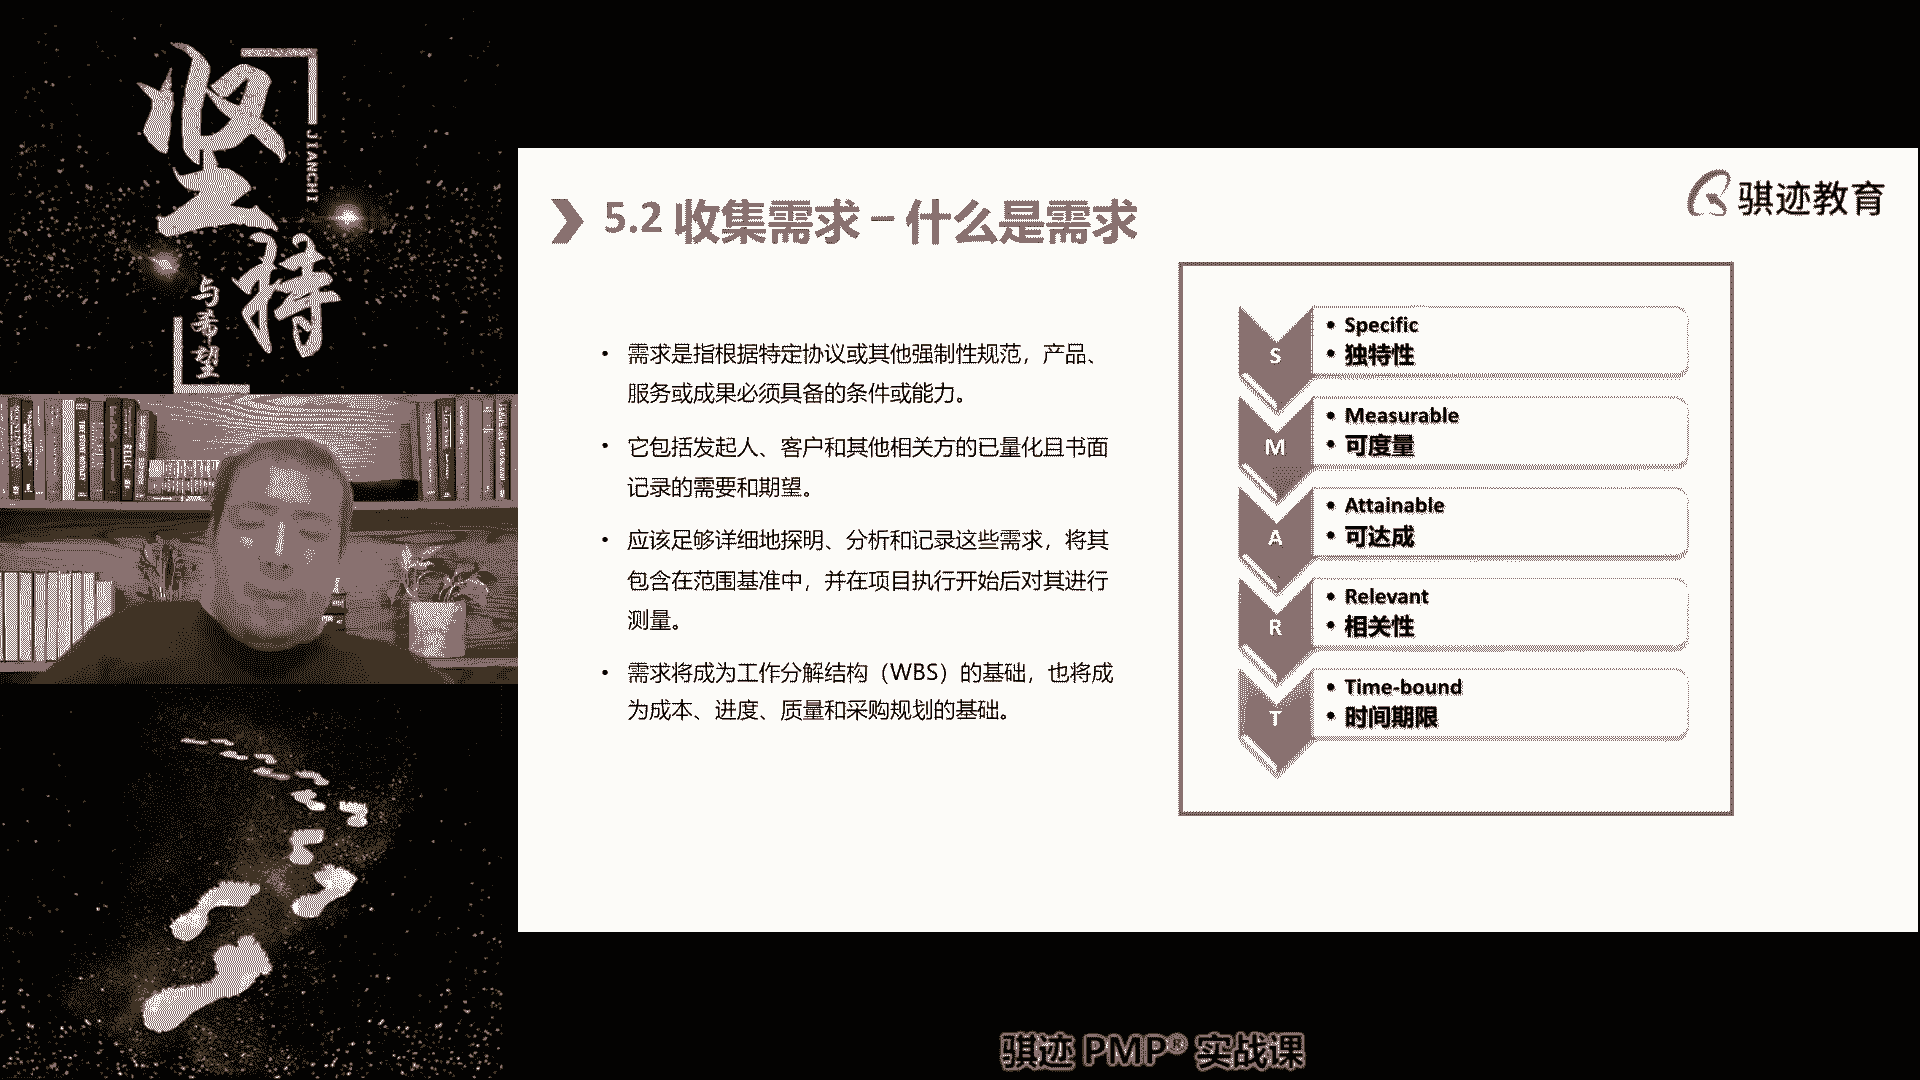 坚持
JIANCHI
与希望
5.2 收集需求 – 什么是需求
骐迹教育
• 需求是指根据特定协议或其他强制性规范，产品、
服务或成果必须具备的条件或能力。
• 它包括发起人、客户和其他相关方的已量化且书面
记录的需要和期望。
• 应该足够详细地探明、分析和记录这些需求，将其
包含在范围基准中，并在项目执行开始后对其进行
测量。
• 需求将成为工作分解结构（WBS）的基础，也将成
为成本、进度、质量和采购规划的基础。
S
• Specific
• 独特性
M
• Measurable
• 可度量
A
• Attainable
• 可达成
R
• Relevant
• 相关性
T
• Time-bound
• 时间期限
骐迹 PMP® 实战课